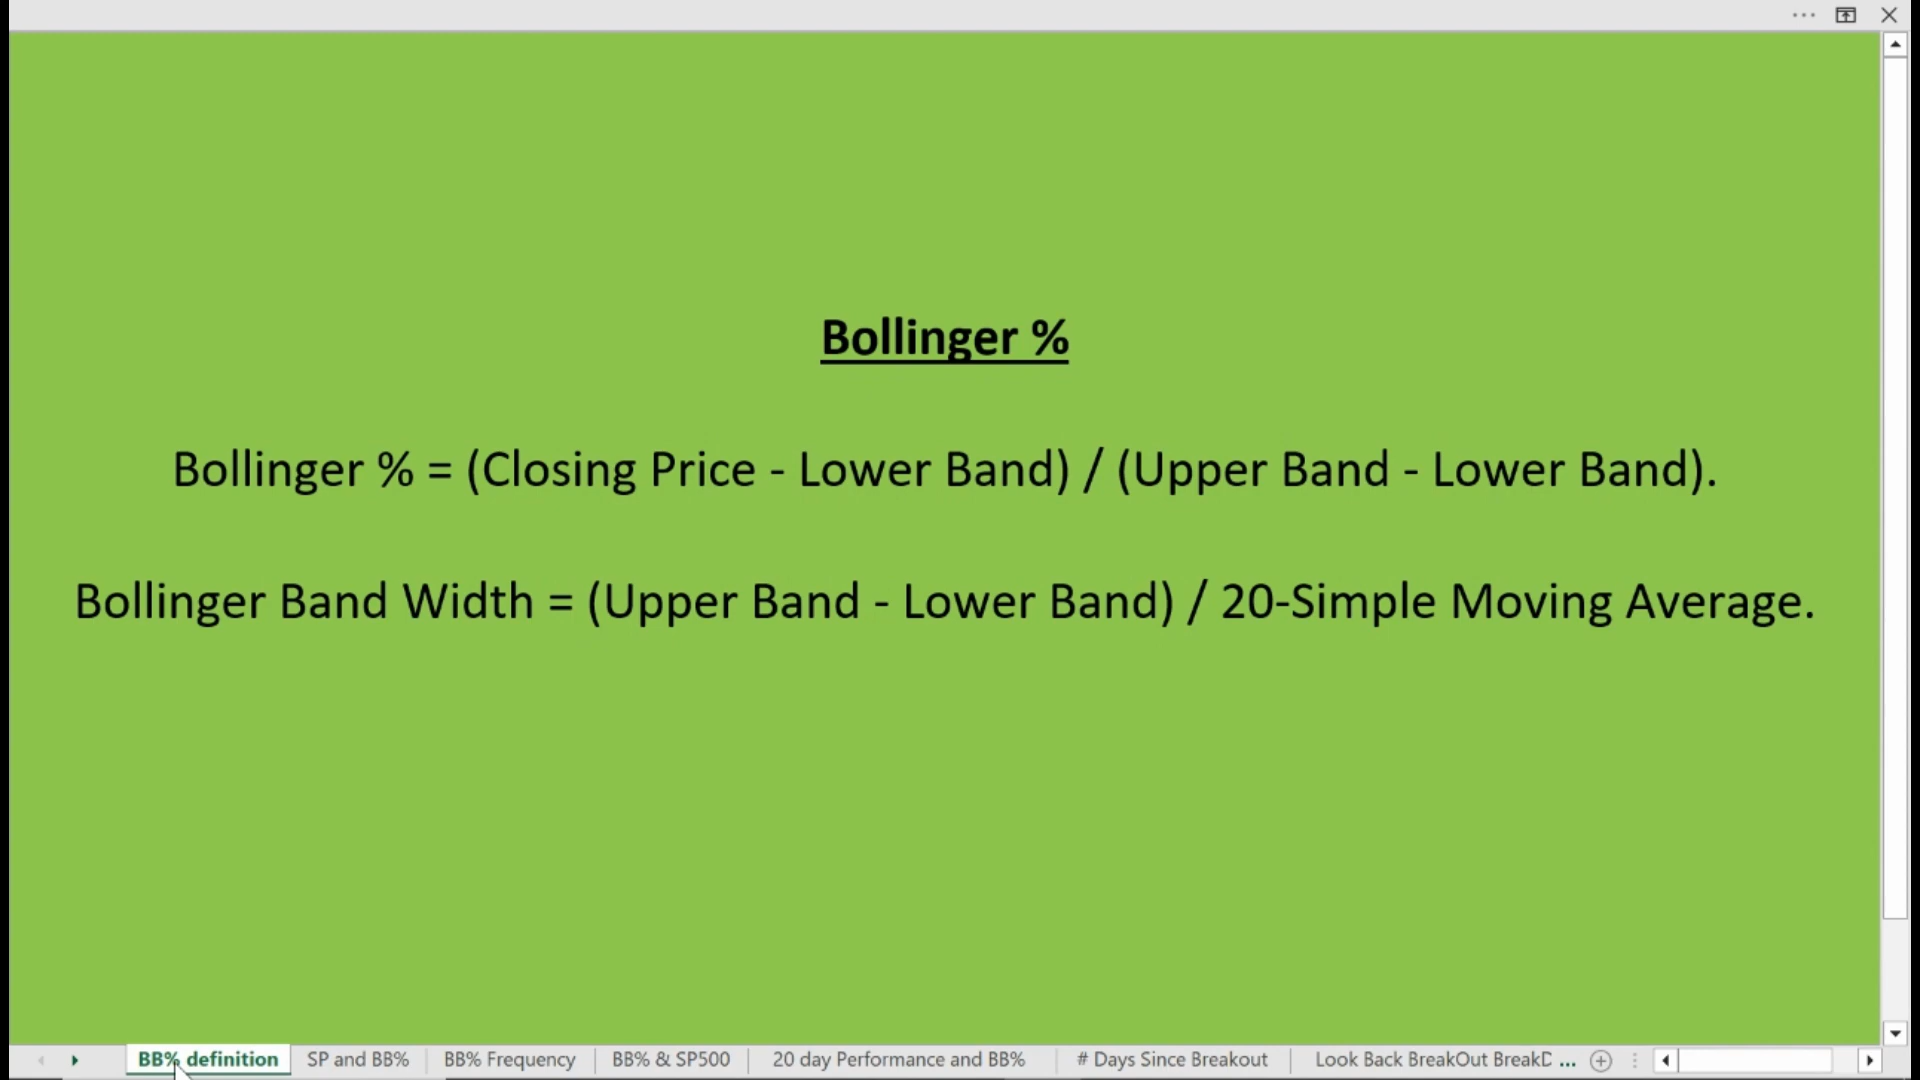 Bollinger %
Bollinger % = (Closing Price - Lower Band) / (Upper Band - Lower Band).
Bollinger Band Width = (Upper Band - Lower Band) / 20-Simple Moving Average.
BB% definition SP and BB% BB% Frequency BB% & SP500 20 day Performance and BB% # Days Since Breakout Look Back BreakOut BreakD ...